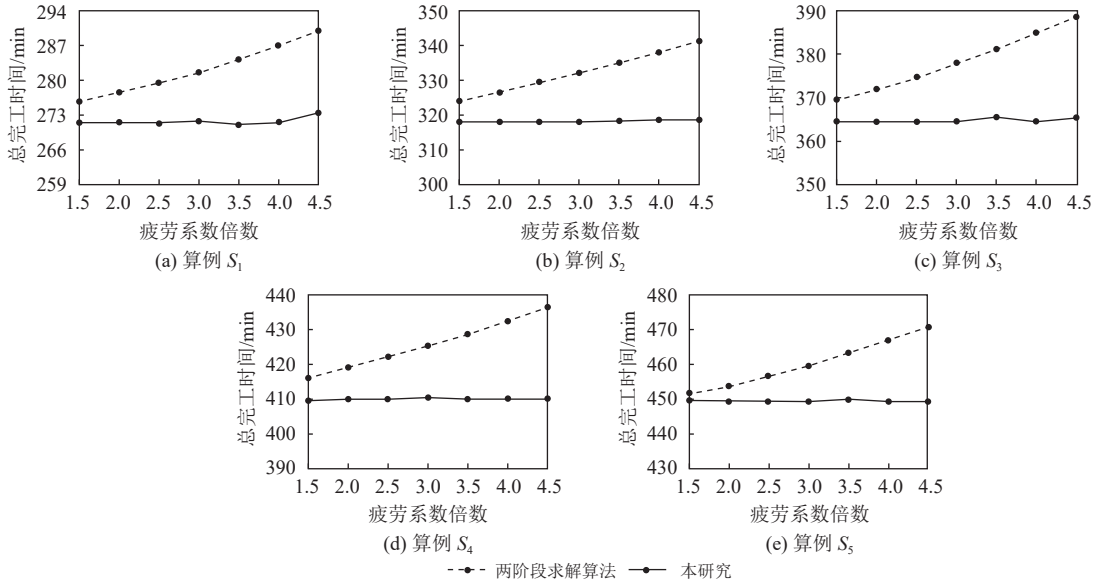 294
287
280
273
266
259
总完工时间/min
1.5 2.0 2.5 3.0 3.5 4.0 4.5
疲劳系数倍数
(a) 算例 S1
350
340
330
320
310
300
总完工时间/min
1.5 2.0 2.5 3.0 3.5 4.0 4.5
疲劳系数倍数
(b) 算例 S2
390
380
370
360
350
总完工时间/min
1.5 2.0 2.5 3.0 3.5 4.0 4.5
疲劳系数倍数
(c) 算例 S3
440
430
420
410
400
390
总完工时间/min
1.5 2.0 2.5 3.0 3.5 4.0 4.5
疲劳系数倍数
(d) 算例 S4
480
470
460
450
440
430
总完工时间/min
1.5 2.0 2.5 3.0 3.5 4.0 4.5
疲劳系数倍数
(e) 算例 S5
两阶段求解算法 本研究